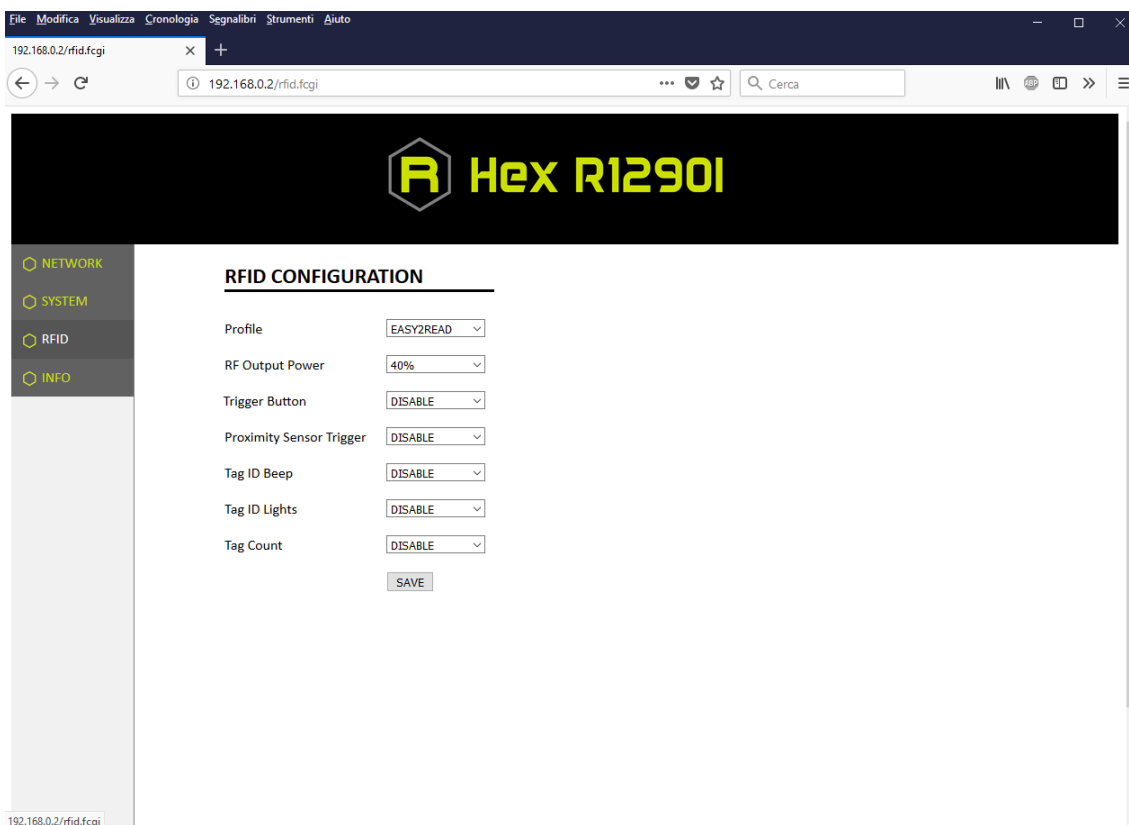 File Modifica Visualizza Cronologia Segnalibri Strumenti Aiuto
192.168.0.2/rfid.fcgi
192.168.0.2/rfid.fcgi
Cerca
ABP
R Hex R1290I
NETWORK
SYSTEM
RFID
INFO
RFID CONFIGURATION
Profile EASY2READ
RF Output Power 40%
Trigger Button DISABLE
Proximity Sensor Trigger DISABLE
Tag ID Beep DISABLE
Tag ID Lights DISABLE
Tag Count DISABLE
SAVE
192.168.0.2/rfid.fcgi